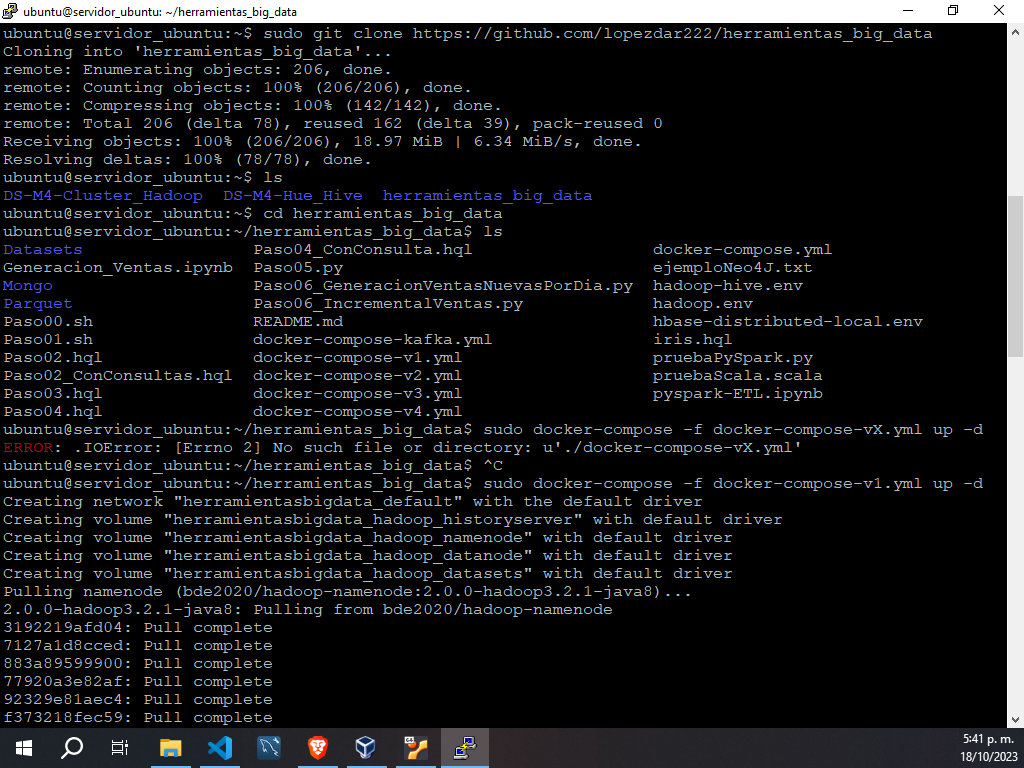 ubuntu@servidor_ubuntu: ~/herramientas_big_data
ubuntu@servidor_ubuntu:~$ sudo git clone https://github.com/lopezdar222/herramientas_big_data
Cloning into 'herramientas_big_data'...
remote: Enumerating objects: 206, done.
remote: Counting objects: 100% (206/206), done.
remote: Compressing objects: 100% (142/142), done.
remote: Total 206 (delta 78), reused 162 (delta 39), pack-reused 0
Receiving objects: 100% (206/206), 18.97 MiB | 6.34 MiB/s, done.
Resolving deltas: 100% (78/78), done.
ubuntu@servidor_ubuntu:~$ ls
DS-M4-Cluster_Hadoop  DS-M4-Hue_Hive  herramientas_big_data
ubuntu@servidor_ubuntu:~$ cd herramientas_big_data
ubuntu@servidor_ubuntu:~/herramientas_big_data$ ls
Datasets                 Paso04_ConConsulta.hql                  docker-compose.yml
Generacion_Ventas.ipynb  Paso05.py                               ejemploNeo4J.txt
Mongo                    Paso06_GeneracionVentasNuevasPorDia.py  hadoop-hive.env
Parquet                  Paso06_IncrementalVentas.py             hadoop.env
Paso00.sh                README.md                               hbase-distributed-local.env
Paso01.sh                docker-compose-kafka.yml                iris.hql
Paso02.hql               docker-compose-v1.yml                   pruebaPySpark.py
Paso02_ConConsultas.hql  docker-compose-v2.yml                   pruebaScala.scala
Paso03.hql               docker-compose-v3.yml                   pyspark-ETL.ipynb
Paso04.hql               docker-compose-v4.yml
ubuntu@servidor_ubuntu:~/herramientas_big_data$ sudo docker-compose -f docker-compose-vX.yml up -d
ERROR: .IOError: [Errno 2] No such file or directory: u'./docker-compose-vX.yml'
ubuntu@servidor_ubuntu:~/herramientas_big_data$ ^C
ubuntu@servidor_ubuntu:~/herramientas_big_data$ sudo docker-compose -f docker-compose-v1.yml up -d
Creating network "herramientasbigdata_default" with the default driver
Creating volume "herramientasbigdata_hadoop_historyserver" with default driver
Creating volume "herramientasbigdata_hadoop_namenode" with default driver
Creating volume "herramientasbigdata_hadoop_datanode" with default driver
Creating volume "herramientasbigdata_hadoop_datasets" with default driver
Pulling namenode (bde2020/hadoop-namenode:2.0.0-hadoop3.2.1-java8)...
2.0.0-hadoop3.2.1-java8: Pulling from bde2020/hadoop-namenode
3192219afd04: Pull complete
7127a1d8cced: Pull complete
883a89599900: Pull complete
77920a3e82af: Pull complete
92329e81aec4: Pull complete
f373218fec59: Pull complete
64
5:41 p. m.
18/10/2023